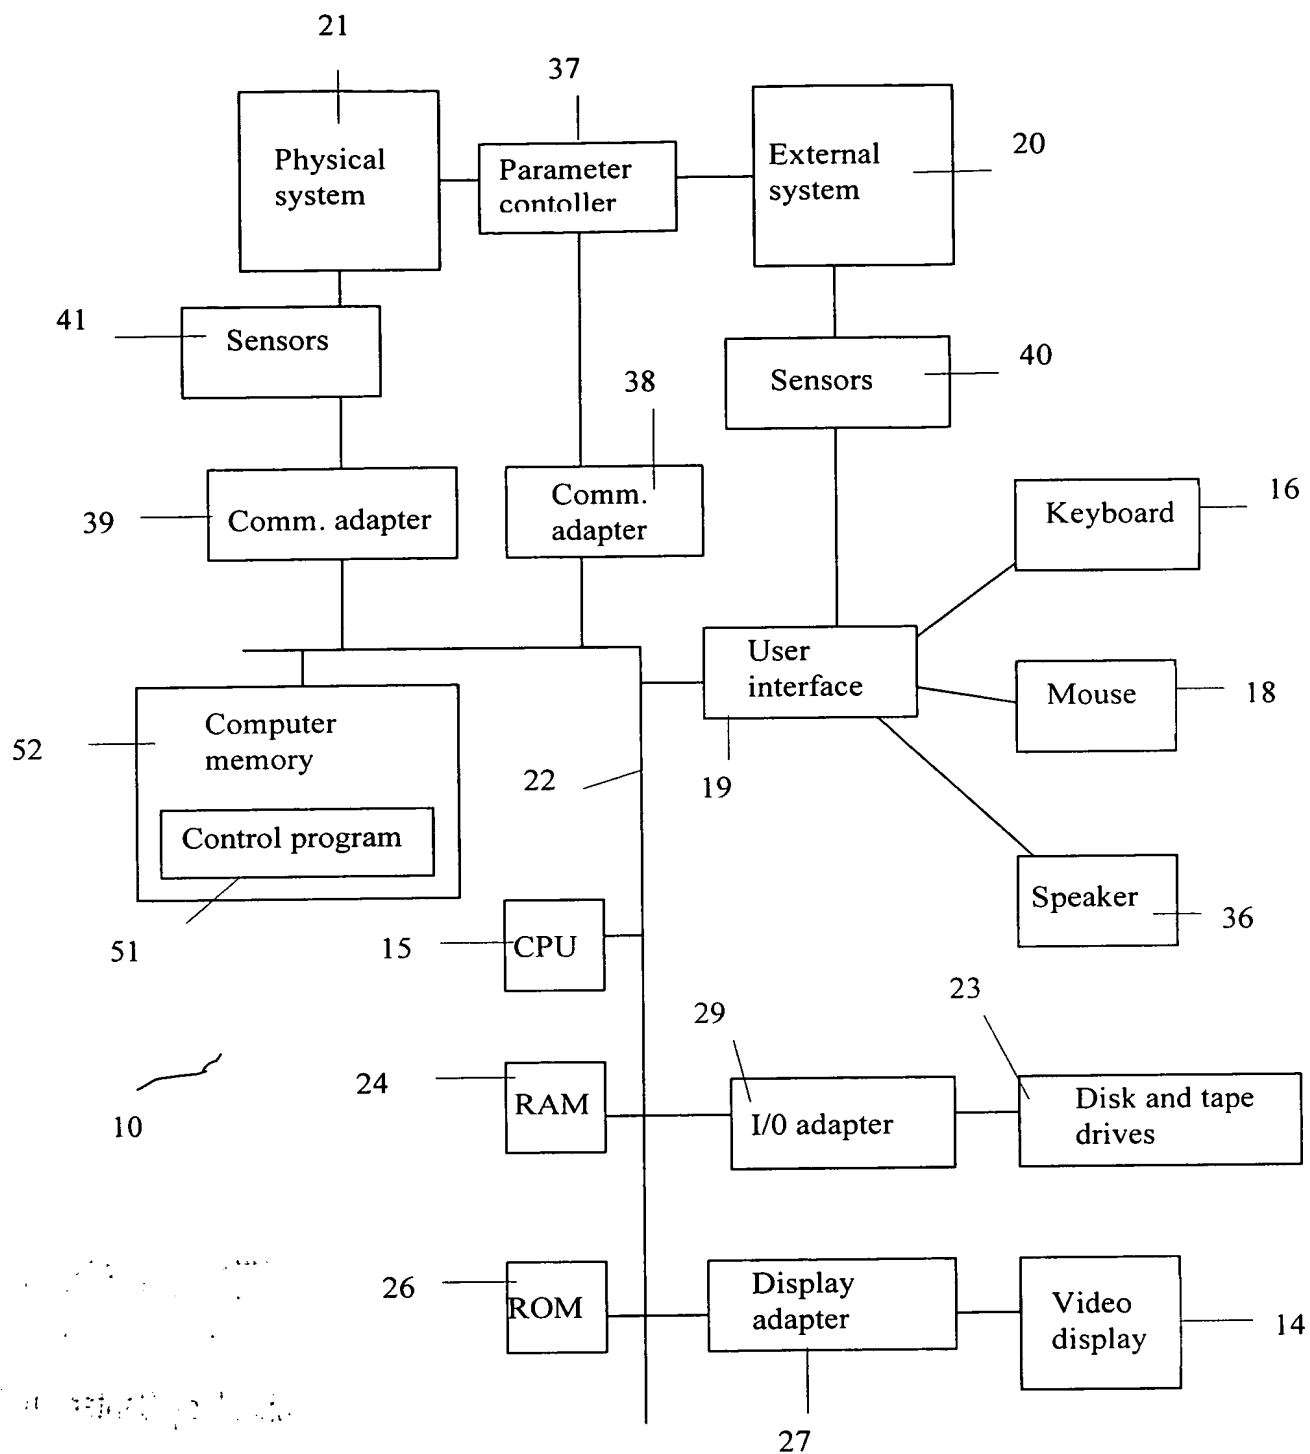 21
37
Physical
system
Parameter
contoller
External
system
20
41
Sensors
Sensors
40
38
39
Comm. adapter
Comm.
adapter
Keyboard
16
User
interface
Mouse
18
52
Computer
memory
22
19
Control program
51
15
CPU
Speaker
36
29
23
24
RAM
I/0 adapter
Disk and tape
drives
10
26
ROM
Display
adapter
Video
display
14
27